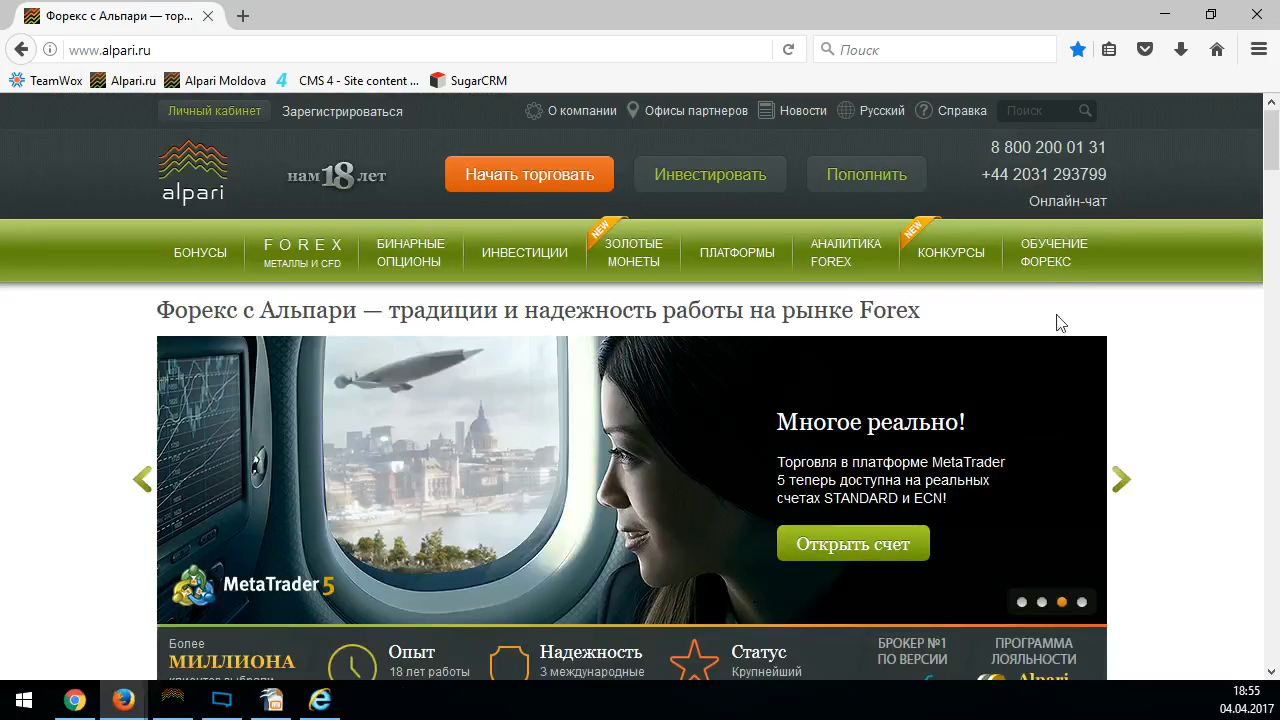 Форекс с Альпари — тор...
www.alpari.ru
Поиск
TeamWox Alpari.ru Alpari Moldova CMS 4 - Site content ... SugarCRM
Личный кабинет Зарегистрироваться О компании Офисы партнеров Новости Русский Справка Поиск
alpari
нам 18 лет
Начать торговать Инвестировать Пополнить
8 800 200 01 31
+44 2031 293799
Онлайн-чат
БОНУСЫ
FOREX
МЕТАЛЛЫ И CFD
БИНАРНЫЕ
ОПЦИОНЫ
ИНВЕСТИЦИИ
NEW
ЗОЛОТЫЕ
МОНЕТЫ
ПЛАТФОРМЫ
АНАЛИТИКА
FOREX
NEW
КОНКУРСЫ
ОБУЧЕНИЕ
ФОРЕКС
Форекс с Альпари — традиции и надежность работы на рынке Forex
Многое реально!
Торговля в платформе MetaTrader
5 теперь доступна на реальных
счетах STANDARD и ECN!
Открыть счет
MetaTrader 5
Более
МИЛЛИОНА
клиентов выбрали
Опыт
18 лет работы
Надежность
3 международные
Статус
Крупнейший
БРОКЕР №1
ПО ВЕРСИИ
ПРОГРАММА
ЛОЯЛЬНОСТИ
Alpari
18:55
04.04.2017